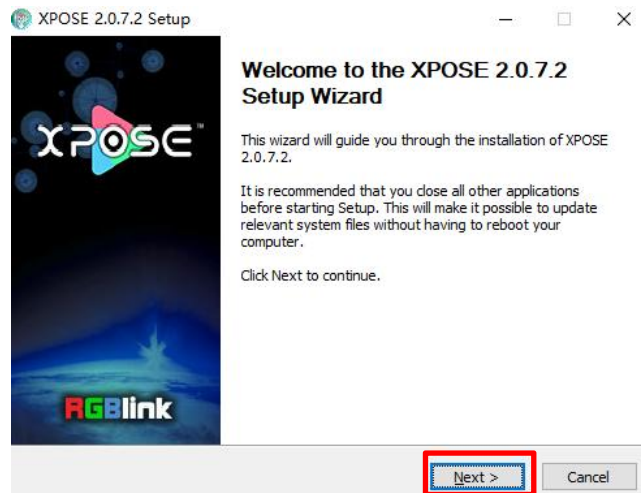 XPOSE 2.0.7.2 Setup
XPOSE™
Welcome to the XPOSE 2.0.7.2
Setup Wizard
This wizard will guide you through the installation of XPOSE
2.0.7.2.
It is recommended that you close all other applications
before starting Setup. This will make it possible to update
relevant system files without having to reboot your
computer.
Click Next to continue.
RGBlink
Next >
Cancel